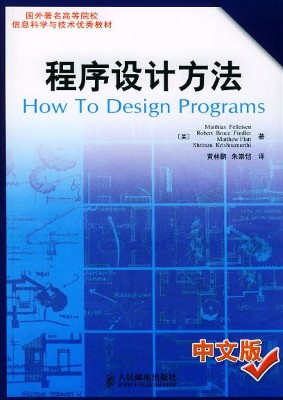 国外著名高等院校
信息科学与技术优秀教材
程序设计方法
How To Design Programs
Matthias Felleisen
[美] Robert Bruce Findler 著
Matthew Flatt
Shriram Krishnamurthi
黄林鹏 朱崇恺 译
中文版
人民邮电出版社